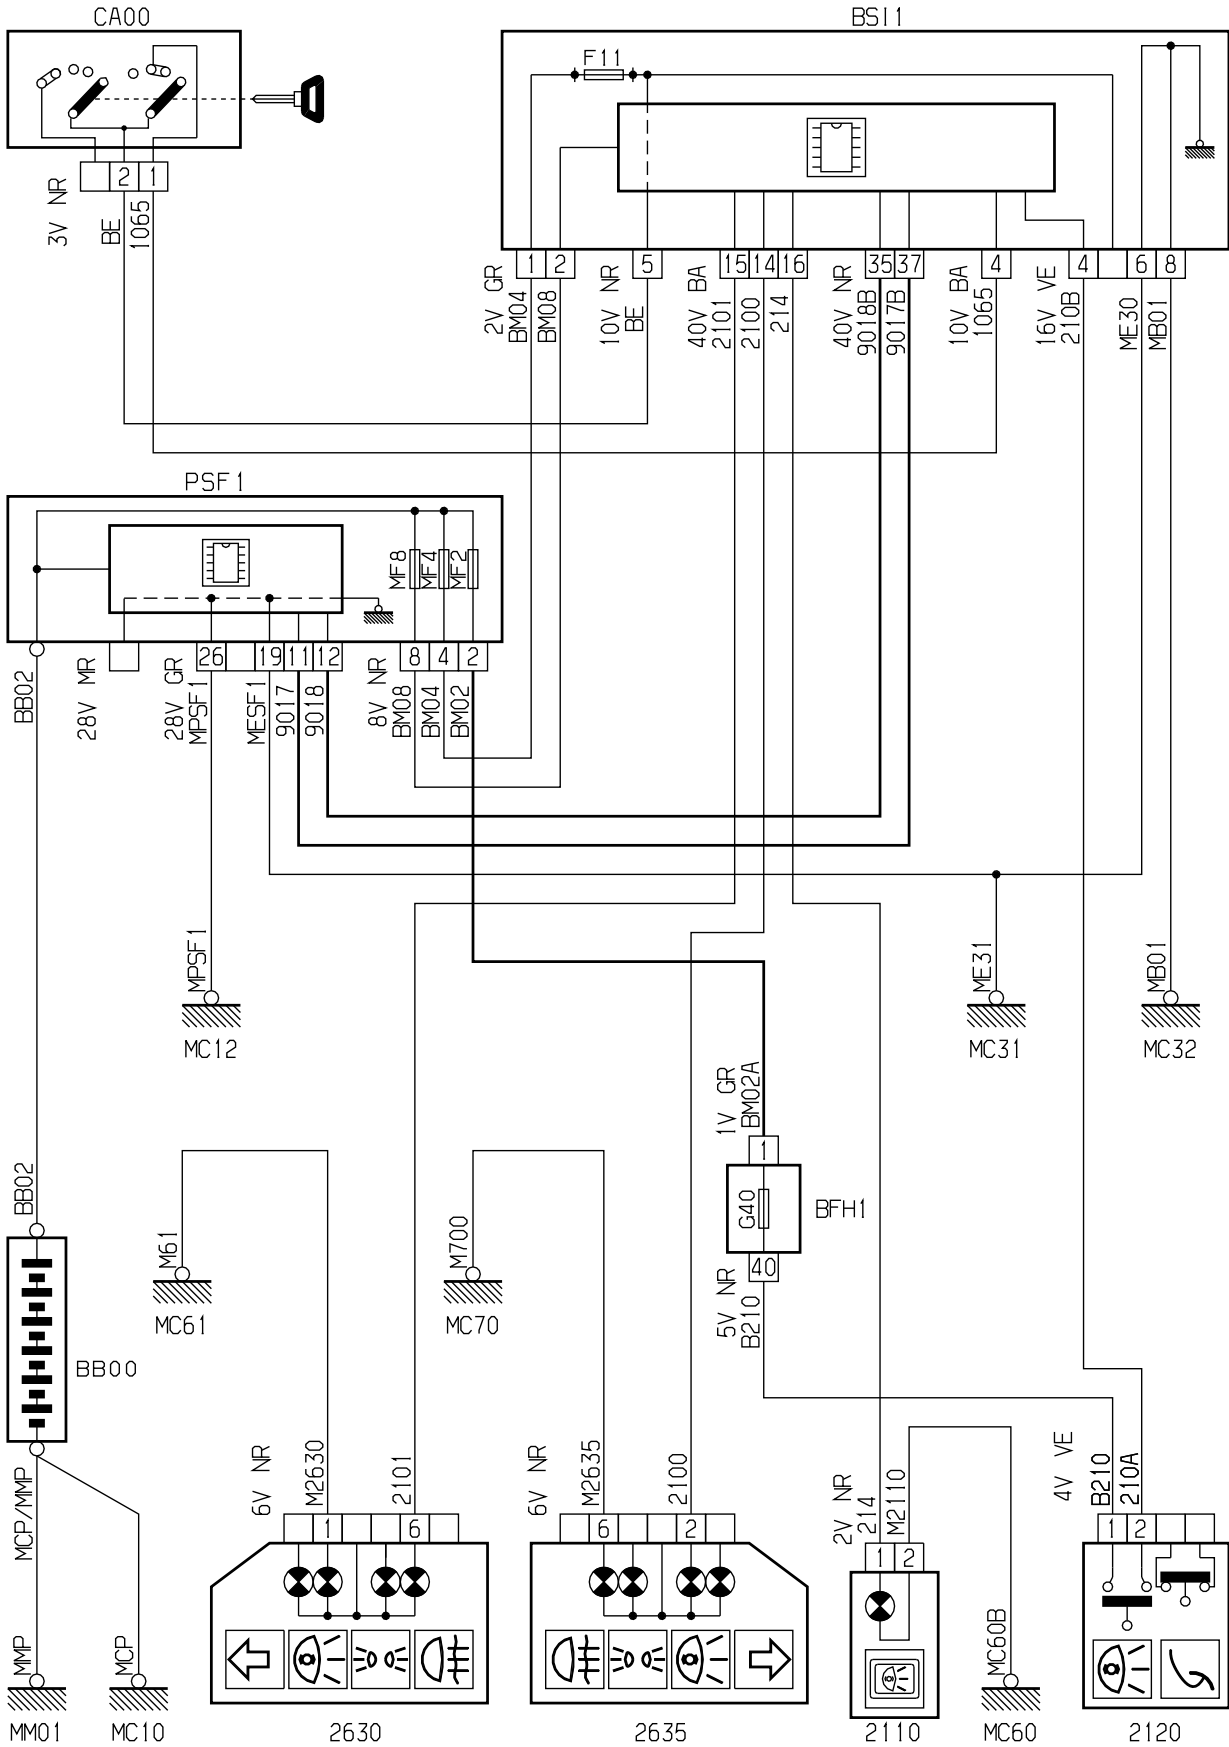 CA00
BSI1
F11
2 1
3V NR
BE
1065
1 2 5 15 14 16 35 37 4 4 6 8
2V GR
BM04
BM08
10V NR
BE
40V BA
2101
2100
214
40V NR
9018B
9017B
10V BA
1065
16V VE
210B
ME30
MB01
PSF1
MF8
MF4
MF2
26 19 11 12 8 4 2
BB02
28V MR
28V GR
MPSF1
MESF1
9017
9018
8V NR
BM08
BM04
BM02
MPSF1
ME31
MB01
MC12
MC31
MC32
1V GR
BM02A
1
BB02
G40
BFH1
M61
M700
40
MC61
MC70
5V NR
B210
BB00
6V NR
M2630
2101
6V NR
M2635
2100
2V NR
214
M2110
4V VE
B210
210A
MCP/MMP
1 6
6 2
1 2
1 2
MMP
MCP
MC60B
MM01
MC10
2630
2635
2110
MC60
2120